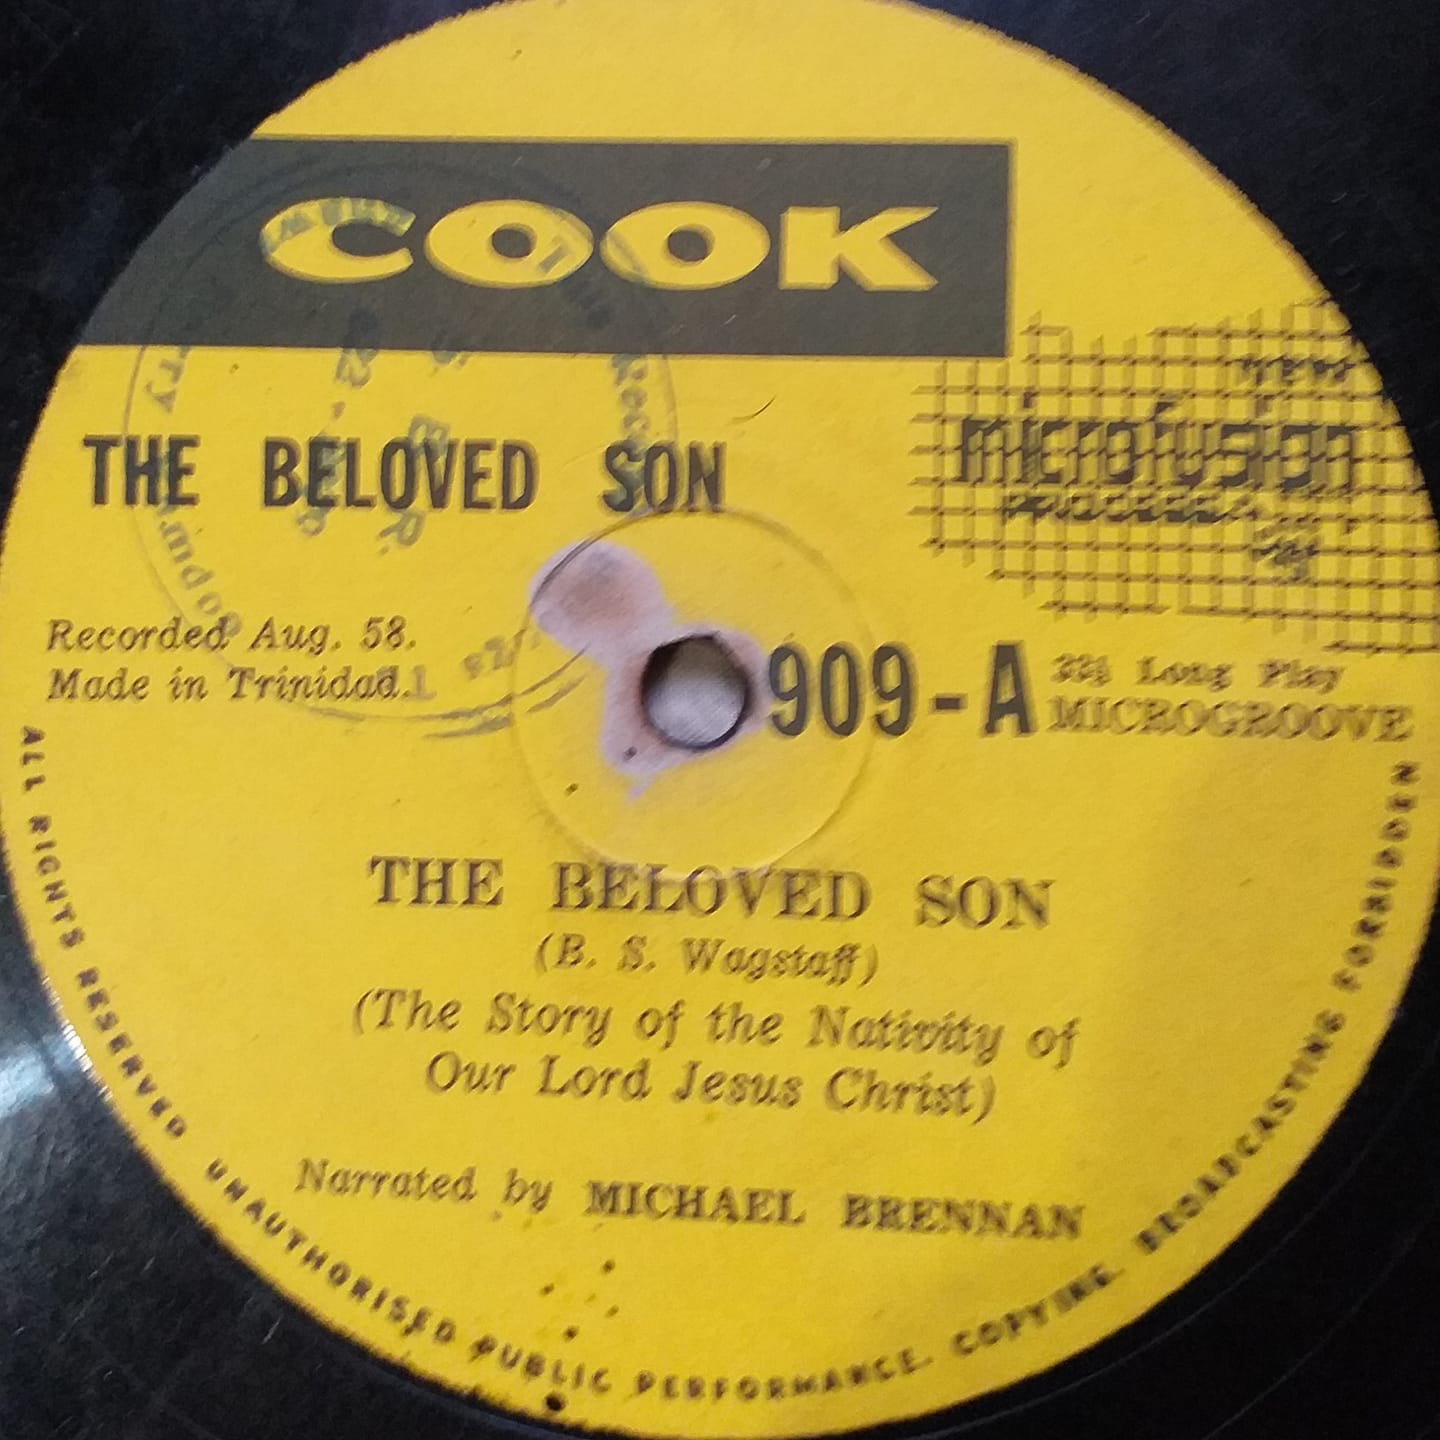 COOK
new
microfusion
process
THE BELOVED SON
Recorded Aug. 58.
Made in Trinidad.
909-A
33⅓ Long Play
MICROGROOVE
THE BELOVED SON
(B. S. Wagstaff)
(The Story of the Nativity of
Our Lord Jesus Christ)
Narrated by MICHAEL BRENNAN
ALL RIGHTS RESERVED UNAUTHORISED PUBLIC PERFORMANCE. COPYING. BROADCASTING FORBIDDEN